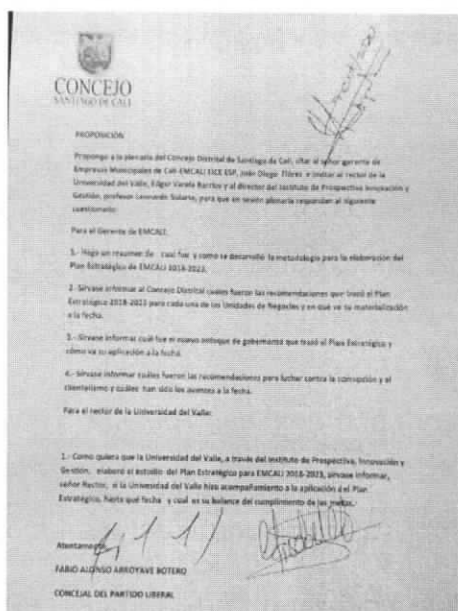 CONCEJO
SANTIAGO DE CALI
PROPOSICIÓN
Propongo a la plenaria del Concejo Distrital de Santiago de Cali, citar al señor gerente de
Empresas Municipales de Cali-EMCALI EICE ESP, Juan Diego Flórez e invitar al rector de la
Universidad del Valle, Edgar Varela Barrios y al director del Instituto de Prospectiva Innovación y
Gestión, profesor Leonardo Solarte, para que en sesión plenaria respondan el siguiente
cuestionario:
Para el Gerente de EMCALI:
1.- Haga un resumen de cual fue y como se desarrolló la metodología para la elaboración del
Plan Estratégico de EMCALI 2018-2023.
2.-Sírvase informar al Concejo Distrital cuáles fueron las recomendaciones que trazó el Plan
Estratégico 2018-2023 para cada una de las Unidades de Negocios y en que va su materialización
a la fecha.
3.- Sírvase informar cuál fue el nuevo enfoque de gobernanza que trazó el Plan Estratégico y
cómo va su aplicación a la fecha.
4.- Sírvase informar cuáles fueron las recomendaciones para luchar contra la corrupción y el
clientelismo y cuáles han sido los avances a la fecha.
Para el rector de la Universidad del Valle:
1.- Como quiera que la Universidad del Valle, a través del Instituto de Prospectiva, Innovación y
Gestión, elaboró el estudio del Plan Estratégico para EMCALI 2018-2023, sírvase informar,
señor Rector, si la Universidad del Valle hizo acompañamiento a la aplicación del Plan
Estratégico, hasta qué fecha y cual es su balance del cumplimiento de las metas.
Atentamente,
FABIO ALONSO ARROYAVE BOTERO
CONCEJAL DEL PARTIDO LIBERAL